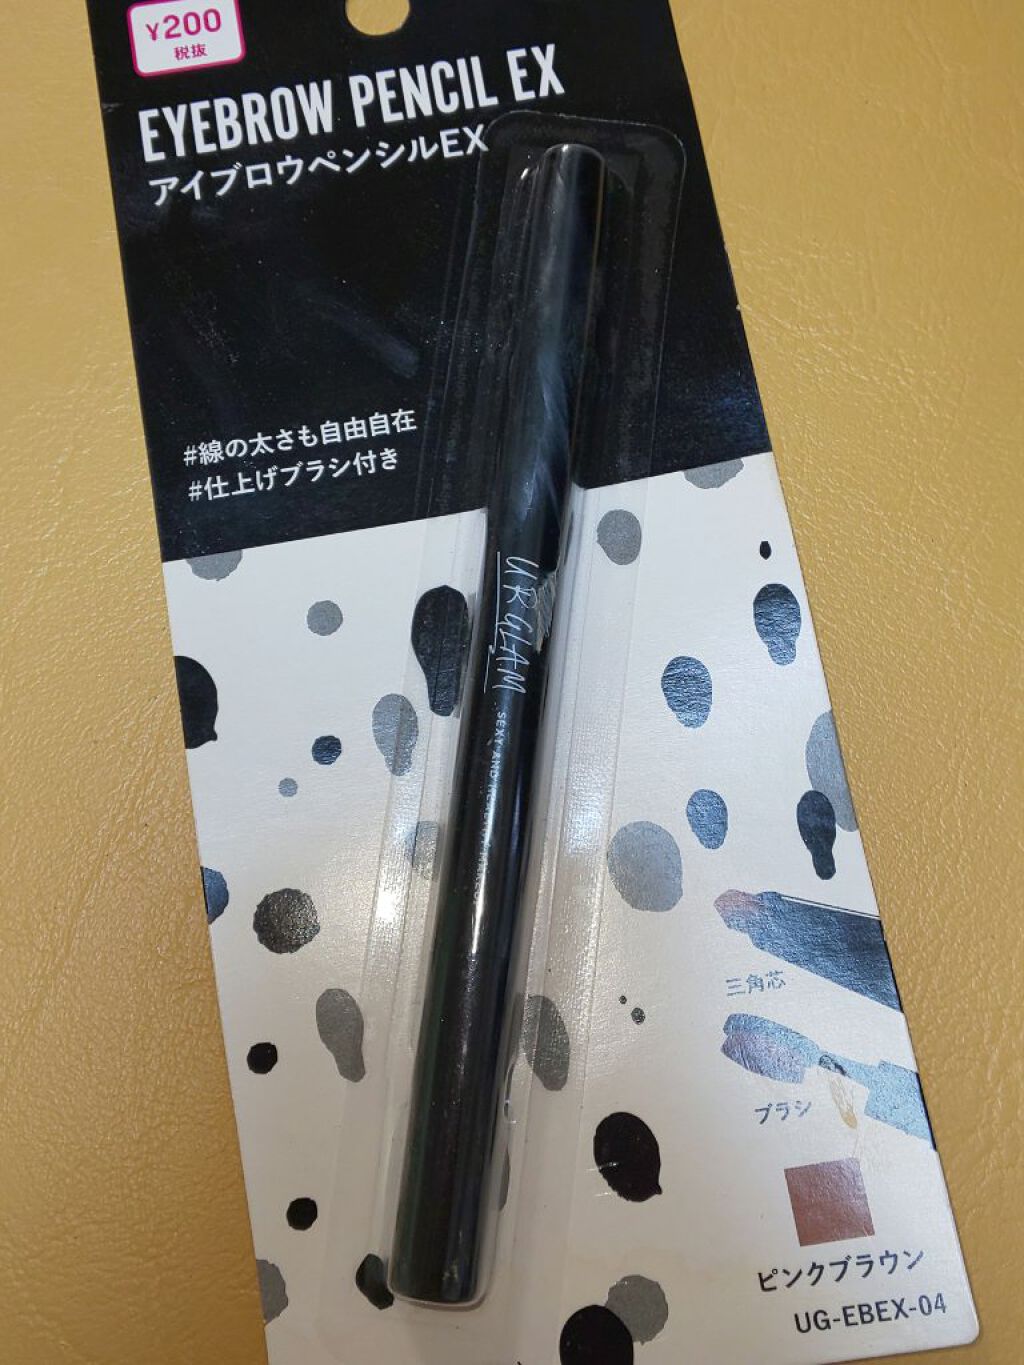 ¥200
税抜
EYEBROW PENCIL EX
アイブロウペンシルEX
#線の太さも自由自在
#仕上げブラシ付き
UR GLAM
SEXY AND
三角芯
ブラシ
ピンクブラウン
UG-EBEX-04